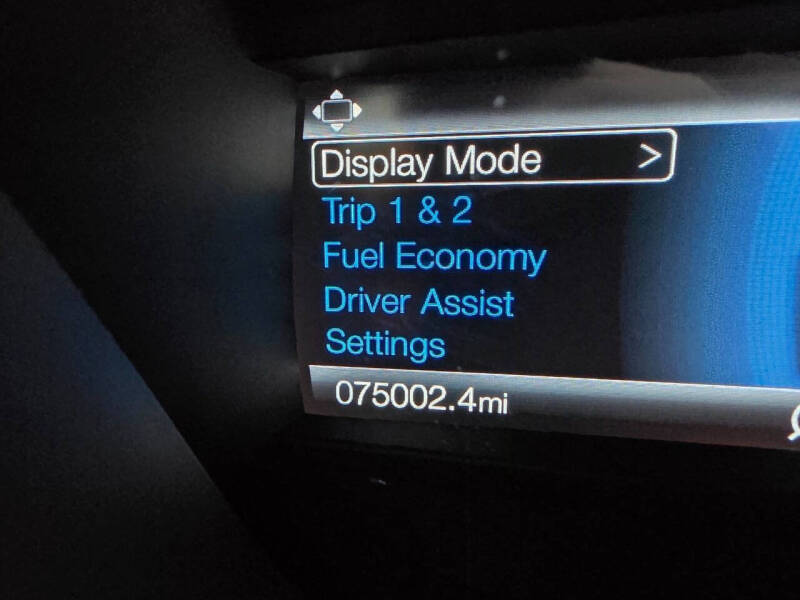 Display Mode >
Trip 1 & 2
Fuel Economy
Driver Assist
Settings
075002.4mi